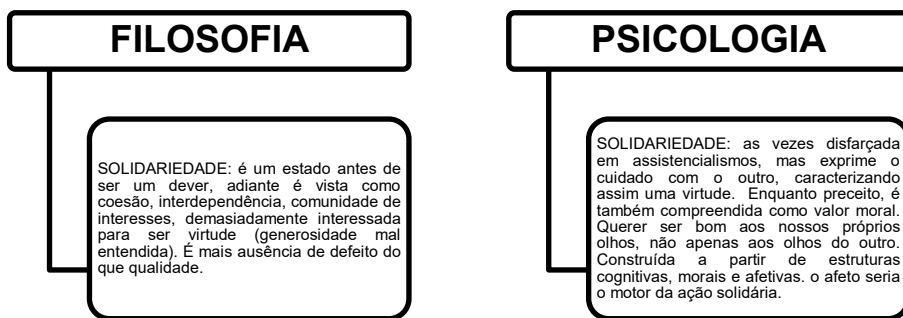 FILOSOFIA
SOLIDARIEDADE: é um estado antes de
ser um dever, adiante é vista como
coesão, interdependência, comunidade de
interesses, demasiadamente interessada
para ser virtude (generosidade mal
entendida). É mais ausência de defeito do
que qualidade.
PSICOLOGIA
SOLIDARIEDADE: as vezes disfarçada
em assistencialismos, mas exprime o
cuidado com o outro, caracterizando
assim uma virtude. Enquanto preceito, é
também compreendida como valor moral.
Querer ser bom aos nossos próprios
olhos, não apenas aos olhos do outro.
Construída a partir de estruturas
cognitivas, morais e afetivas. o afeto seria
o motor da ação solidária.